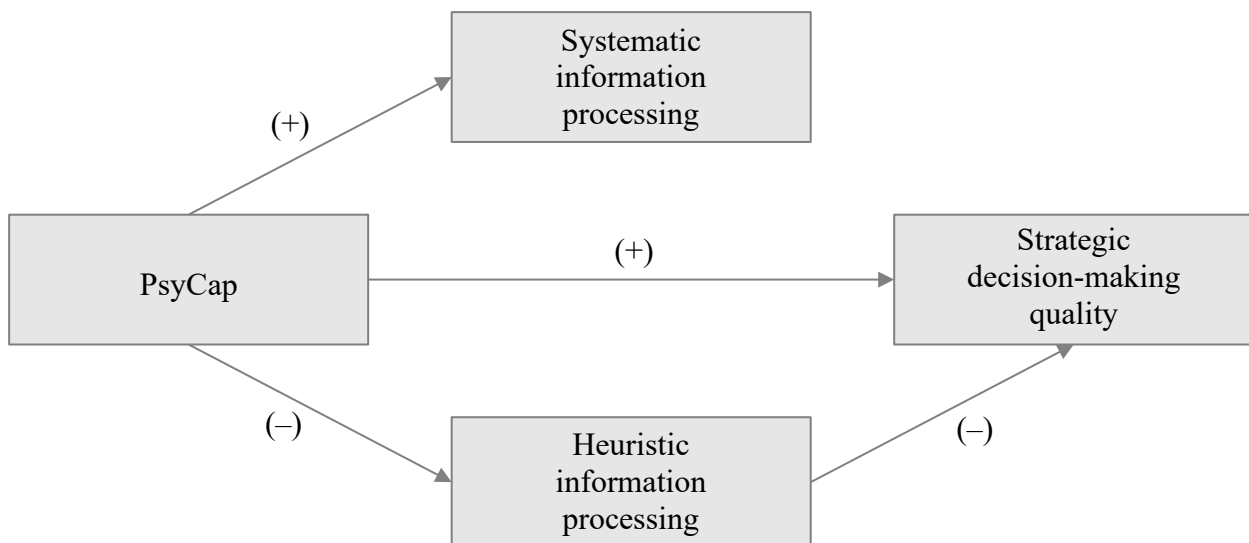 Systematic
information
processing
(+)
PsyCap
(+)
Strategic
decision-making
quality
(–)
Heuristic
information
processing
(–)